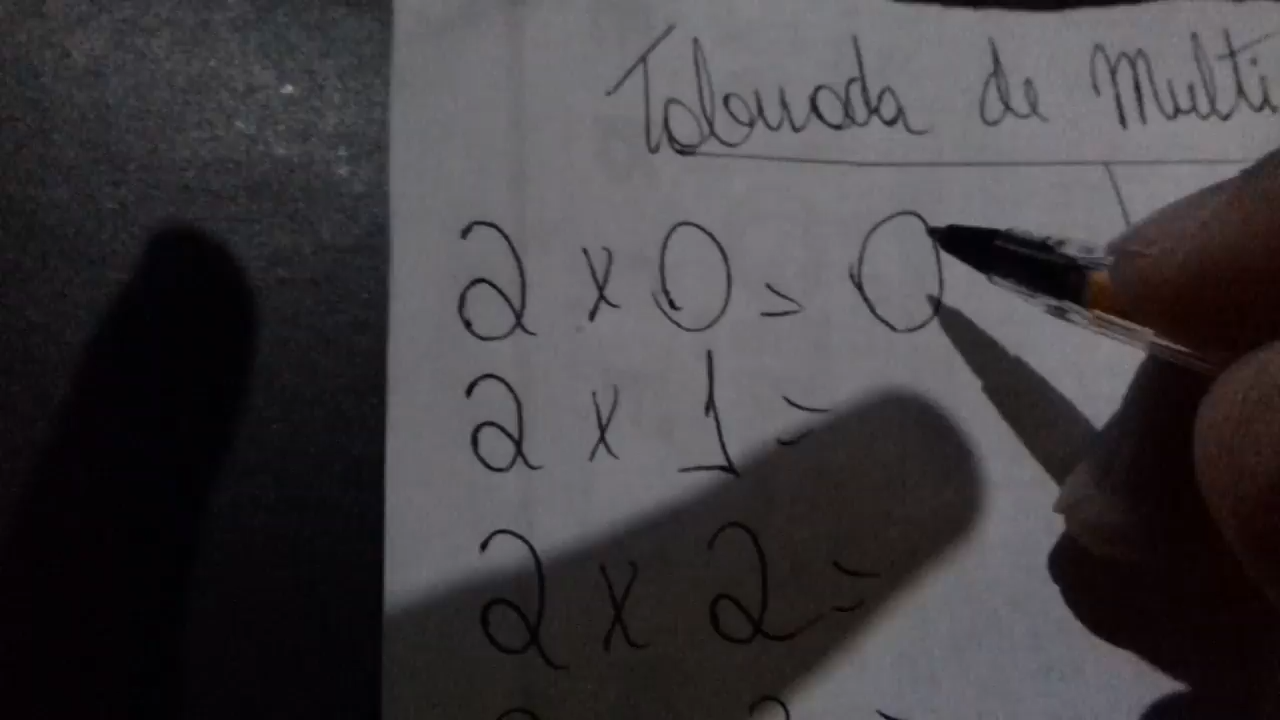 Tabuada de Multi
2 x 0 = 0
2 x 1 =
2 x 2 =